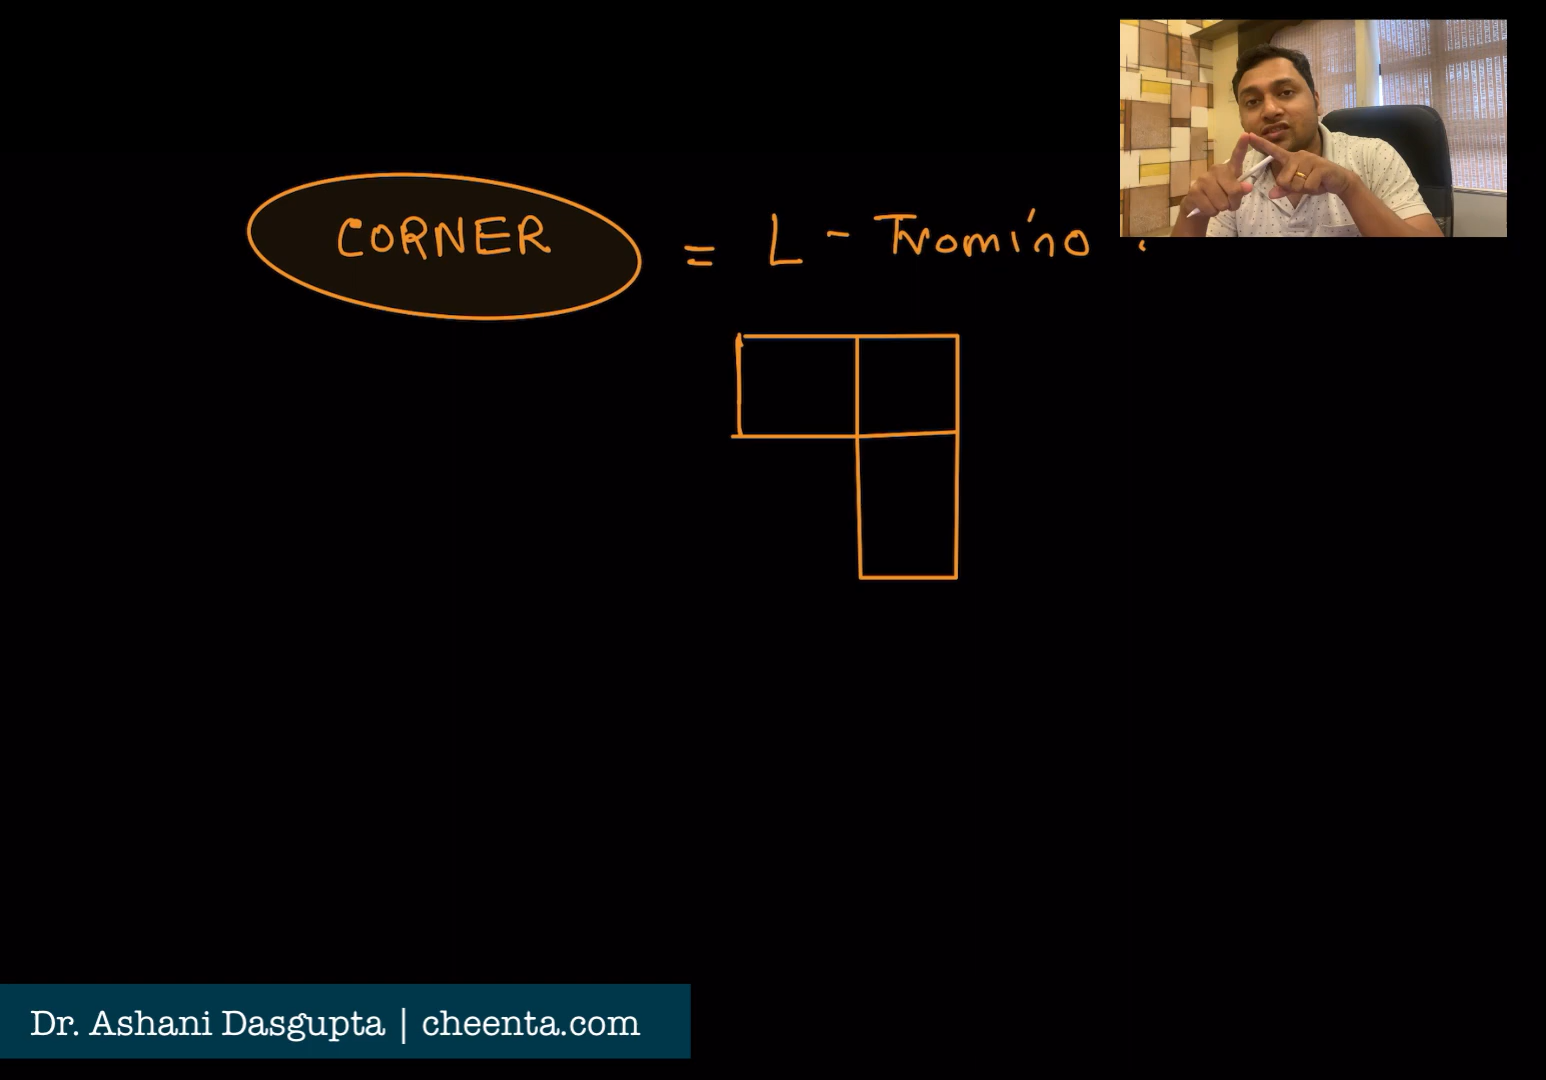 CORNER = L - Tromino .
Dr. Ashani Dasgupta | cheenta.com